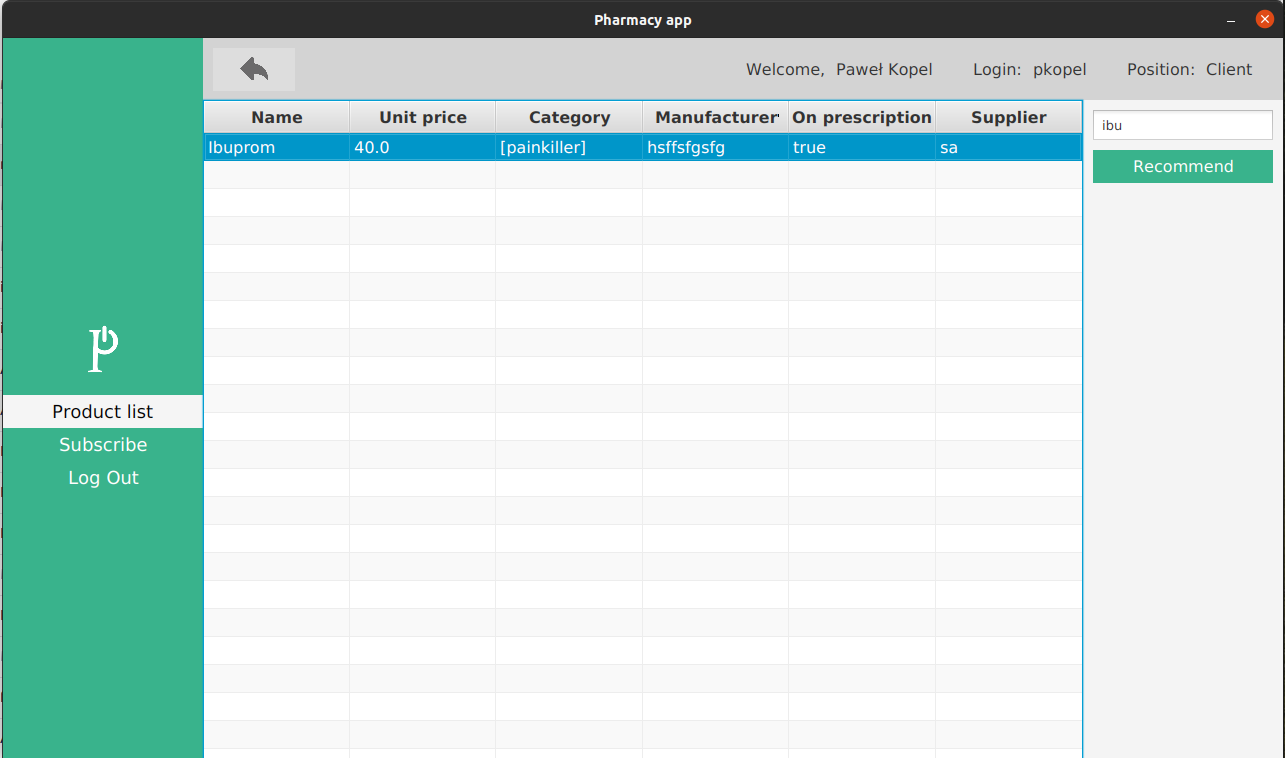 Pharmacy app
Welcome, Paweł Kopel Login: pkopel Position: Client
Name Unit price Category Manufacturer On prescription Supplier
Ibuprom 40.0 [painkiller] hsffsfgsfg true sa
ibu
Recommend
Product list
Subscribe
Log Out